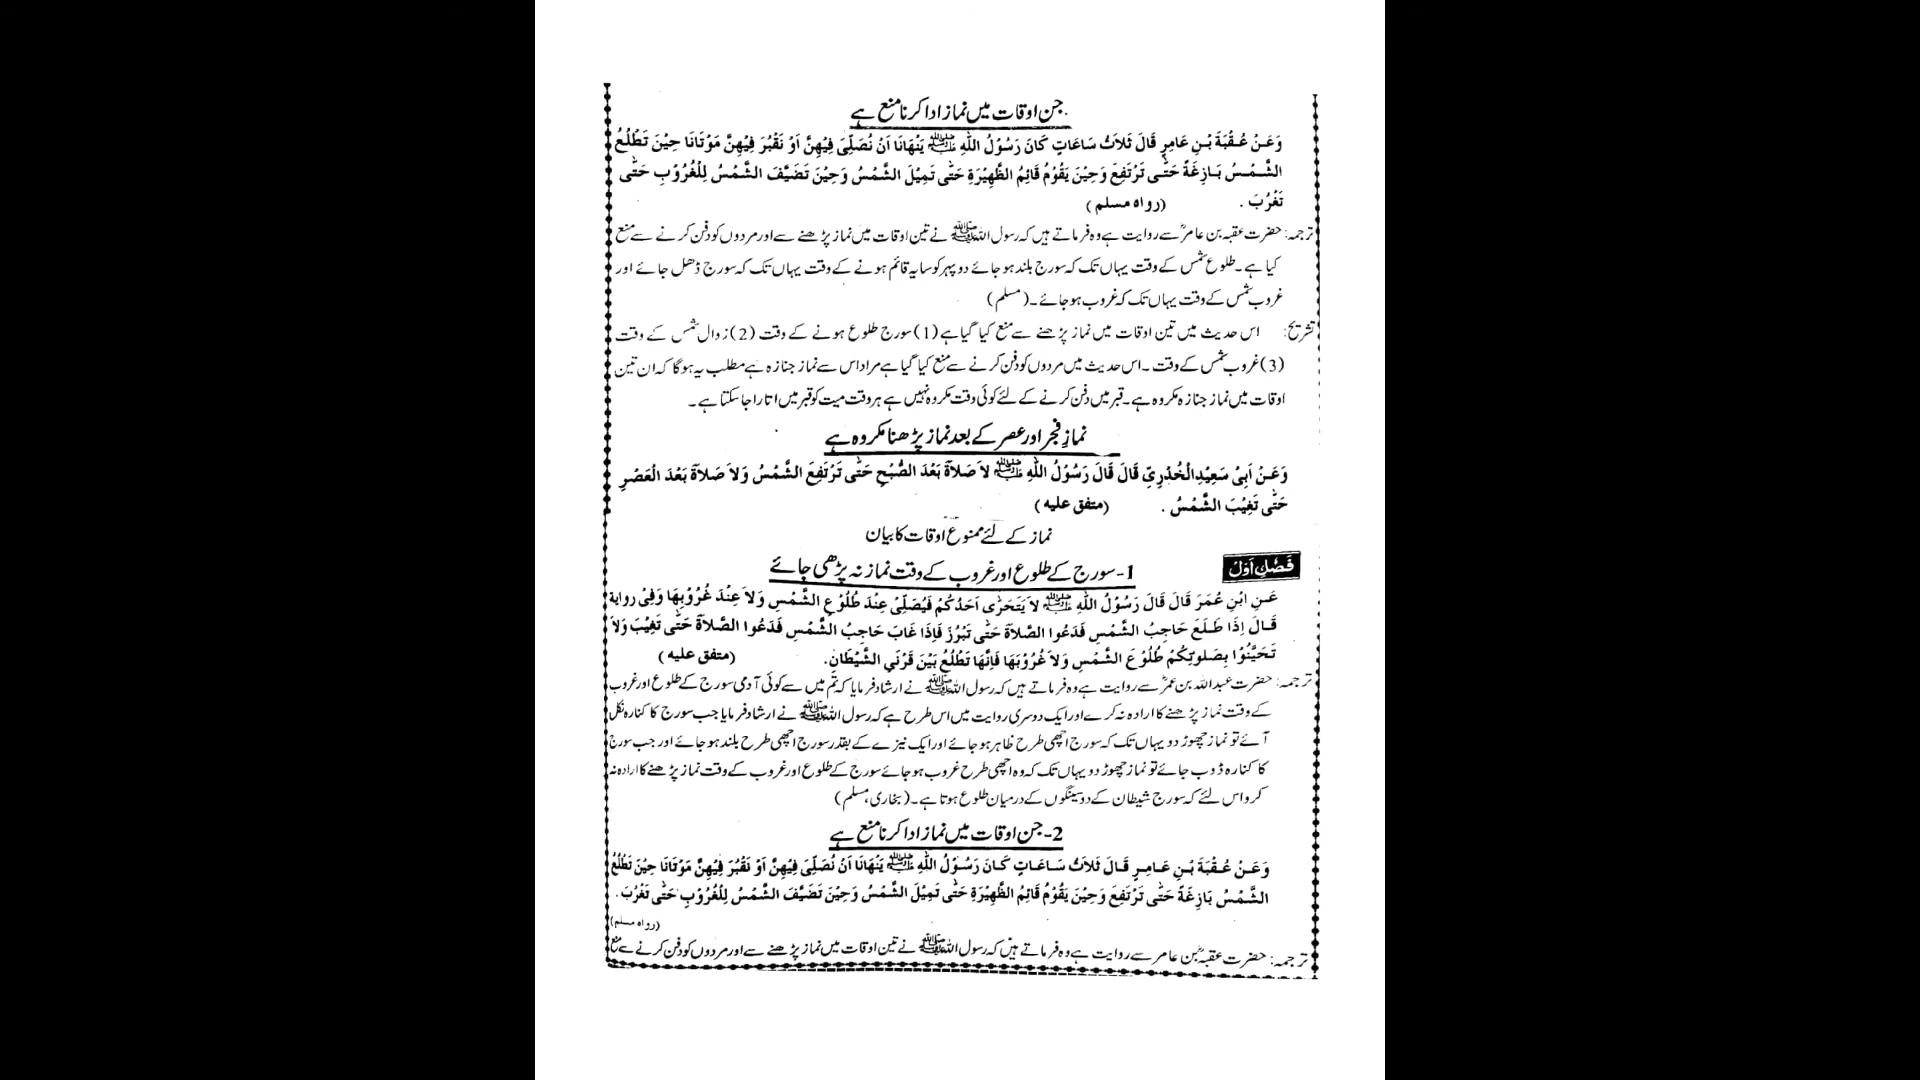 جن اوقات میں نماز ادا کرنا منع ہے
وَعَنْ عُقْبَةَ بْنِ عَامِرٍ قَالَ ثَلاَثُ سَاعَاتٍ كَانَ رَسُوْلُ اللّٰهِ ﷺ يَنْهَانَا اَنْ نُصَلِّىَ فِيْهِنَّ اَوْ نَقْبُرَ فِيْهِنَّ مَوْتَانَا حِيْنَ تَطْلُعُ
الشَّمْسُ بَازِغَةً حَتّٰى تَرْتَفِعَ وَحِيْنَ يَقُوْمُ قَائِمُ الظَّهِيْرَةِ حَتّٰى تَمِيْلَ الشَّمْسُ وَحِيْنَ تَضَيَّفَ الشَّمْسُ لِلْغُرُوْبِ حَتّٰى
تَغْرُبَ . (رواه مسلم)
ترجمہ: حضرت عقبہ بن عامرؓ سے روایت ہے وہ فرماتے ہیں کہ رسول اللہ ﷺ نے تین اوقات میں نماز پڑھنے سے اور مردوں کو دفن کرنے سے منع
کیا ہے۔ طلوع شمس کے وقت یہاں تک کہ سورج بلند ہو جائے دوپہر کو سایہ قائم ہونے کے وقت یہاں تک کہ سورج ڈھل جائے اور
غروب شمس کے وقت یہاں تک کہ غروب ہو جائے۔ (مسلم)
تشریح: اس حدیث میں تین اوقات میں نماز پڑھنے سے منع کیا گیا ہے (1) سورج طلوع ہونے کے وقت (2) زوال شمس کے وقت
(3) غروب شمس کے وقت ۔ اس حدیث میں مردوں کو دفن کرنے سے منع کیا گیا ہے مراد اس سے نماز جنازہ ہے مطلب یہ ہو گا کہ ان تین
اوقات میں نماز جنازہ مکروہ ہے۔ قبر میں دفن کرنے کے لئے کوئی وقت مکروہ نہیں ہے ہر وقت میت کو قبر میں اتارا جا سکتا ہے ۔
نمازِ فجر اور عصر کے بعد نماز پڑھنا مکروہ ہے
وَعَنْ اَبِىْ سَعِيْدِ الْخُدْرِىِّ قَالَ قَالَ رَسُوْلُ اللّٰهِ ﷺ لاَ صَلاَةَ بَعْدَ الصُّبْحِ حَتّٰى تَرْتَفِعَ الشَّمْسُ وَلاَ صَلاَةَ بَعْدَ الْعَصْرِ
حَتّٰى تَغِيْبَ الشَّمْسُ . (متفق عليه)
نماز کے لئے ممنوع اوقات کا بیان
فَصْلِ اَوّل
1- سورج کے طلوع اور غروب کے وقت نماز نہ پڑھی جائے
عَنِ ابْنِ عُمَرَ قَالَ قَالَ رَسُوْلُ اللّٰهِ ﷺ لاَ يَتَحَرّٰى اَحَدُكُمْ فَيُصَلِّىْ عِنْدَ طُلُوْعِ الشَّمْسِ وَلاَ عِنْدَ غُرُوْبِهَا وَفِىْ رواية
قَالَ اِذَا طَلَعَ حَاجِبُ الشَّمْسِ فَدَعُوا الصَّلاَةَ حَتّٰى تَبْرُزَ فَاِذَا غَابَ حَاجِبُ الشَّمْسِ فَدَعُوا الصَّلاَةَ حَتّٰى تَغِيْبَ وَلاَ
تَحَيَّنُوْا بِصَلوٰتِكُمْ طُلُوْعَ الشَّمْسِ وَلاَ غُرُوْبَهَا فَاِنَّهَا تَطْلُعُ بَيْنَ قَرْنَىِ الشَّيْطَانِ. (متفق عليه)
ترجمہ: حضرت عبداللہ بن عمرؓ سے روایت ہے وہ فرماتے ہیں کہ رسول اللہ ﷺ نے ارشاد فرمایا کہ تم میں سے کوئی آدمی سورج کے طلوع اور غروب
کے وقت نماز پڑھنے کا ارادہ نہ کرے اور ایک دوسری روایت میں اس طرح ہے کہ رسول اللہ ﷺ نے ارشاد فرمایا جب سورج کا کنارہ نکل
آئے تو نماز چھوڑ دو یہاں تک کہ سورج اچھی طرح ظاہر ہو جائے اور ایک نیزے کے بقدر سورج اچھی طرح بلند ہو جائے اور جب سورج
کا کنارہ ڈوب جائے تو نماز چھوڑ دو یہاں تک کہ وہ اچھی طرح غروب ہو جائے سورج کے طلوع اور غروب کے وقت نماز پڑھنے کا ارادہ نہ
کرو اس لئے کہ سورج شیطان کے دو سینگوں کے درمیان طلوع ہوتا ہے۔ (بخاری، مسلم)
2- جن اوقات میں نماز ادا کرنا منع ہے
وَعَنْ عُقْبَةَ بْنِ عَامِرٍ قَالَ ثَلاَثُ سَاعَاتٍ كَانَ رَسُوْلُ اللّٰهِ ﷺ يَنْهَانَا اَنْ نُصَلِّىَ فِيْهِنَّ اَوْ نَقْبُرَ فِيْهِنَّ مَوْتَانَا حِيْنَ تَطْلُعُ
الشَّمْسُ بَازِغَةً حَتّٰى تَرْتَفِعَ وَحِيْنَ يَقُوْمُ قَائِمُ الظَّهِيْرَةِ حَتّٰى تَمِيْلَ الشَّمْسُ وَحِيْنَ تَضَيَّفَ الشَّمْسُ لِلْغُرُوْبِ حَتّٰى تَغْرُبَ .
(رواه مسلم)
ترجمہ: حضرت عقبہؓ بن عامر سے روایت ہے وہ فرماتے ہیں کہ رسول اللہ ﷺ نے تین اوقات میں نماز پڑھنے سے اور مردوں کو دفن کرنے سے منع